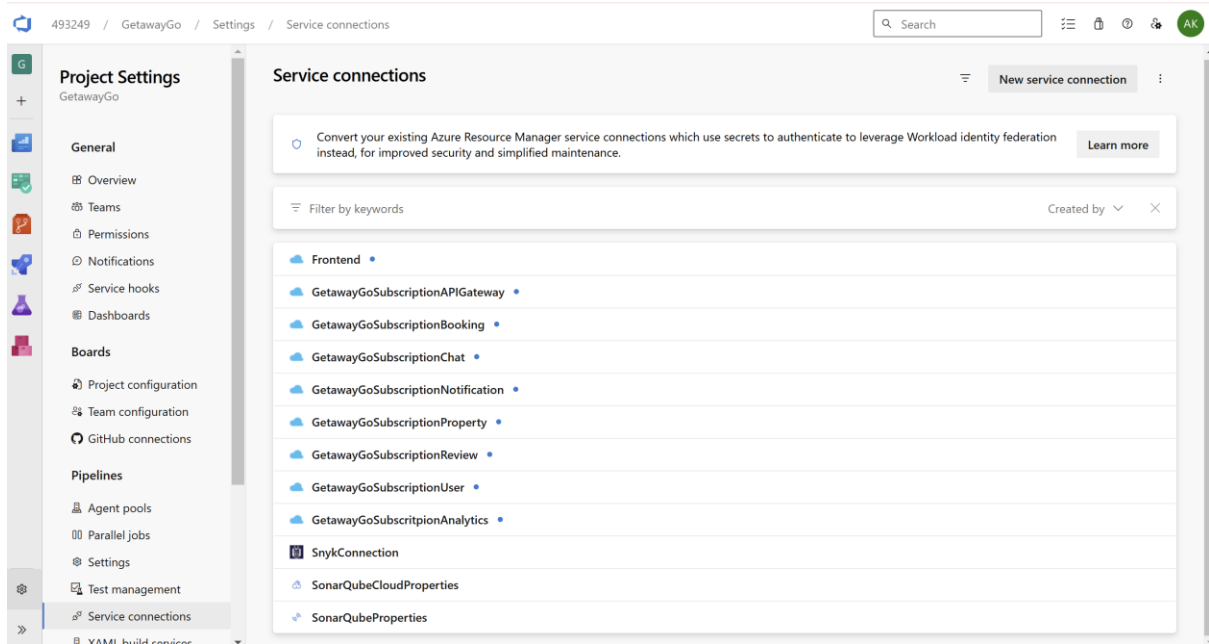 493249 / GetawayGo / Settings / Service connections
Search
AK
G
Project Settings
GetawayGo
General
Overview
Teams
Permissions
Notifications
Service hooks
Dashboards
Boards
Project configuration
Team configuration
GitHub connections
Pipelines
Agent pools
Parallel jobs
Settings
Test management
Service connections
XAML build services
Service connections
New service connection
Convert your existing Azure Resource Manager service connections which use secrets to authenticate to leverage Workload identity federation
instead, for improved security and simplified maintenance.
Learn more
Filter by keywords
Created by
Frontend
GetawayGoSubscriptionAPIGateway
GetawayGoSubscriptionBooking
GetawayGoSubscriptionChat
GetawayGoSubscriptionNotification
GetawayGoSubscriptionProperty
GetawayGoSubscriptionReview
GetawayGoSubscriptionUser
GetawayGoSubscritpionAnalytics
SnykConnection
SonarQubeCloudProperties
SonarQubeProperties